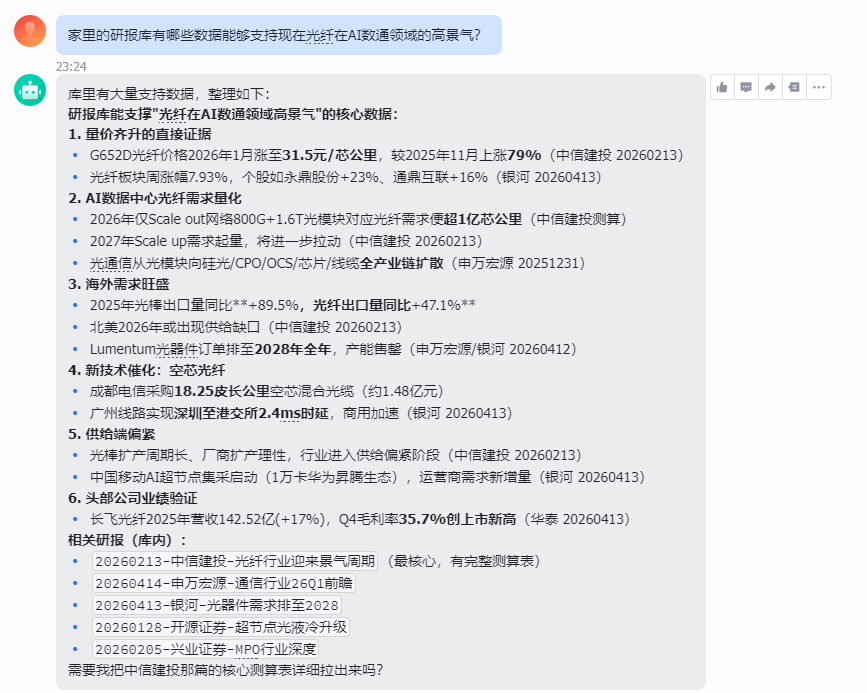 家里的研报库有哪些数据能够支持现在光纤在AI数通领域的高景气?
23:24
库里有大量支持数据，整理如下：
研报库能支撑"光纤在AI数通领域高景气"的核心数据：
1. 量价齐升的直接证据
• G652D光纤价格2026年1月涨至31.5元/芯公里，较2025年11月上涨79%（中信建投 20260213）
• 光纤板块周涨幅7.93%，个股如永鼎股份+23%、通鼎互联+16%（银河 20260413）
2. AI数据中心光纤需求量化
• 2026年仅Scale out网络800G+1.6T光模块对应光纤需求便超1亿芯公里（中信建投测算）
• 2027年Scale up需求起量，将进一步拉动（中信建投 20260213）
• 光通信从光模块向硅光/CPO/OCS/芯片/线缆全产业链扩散（申万宏源 20251231）
3. 海外需求旺盛
• 2025年光棒出口量同比**+89.5%，光纤出口量同比+47.1%**
• 北美2026年或出现供给缺口（中信建投 20260213）
• Lumentum光器件订单排至2028年全年，产能售罄（申万宏源/银河 20260412）
4. 新技术催化：空芯光纤
• 成都电信采购18.25皮长公里空芯混合光缆（约1.48亿元）
• 广州线路实现深圳至港交所2.4ms时延，商用加速（银河 20260413）
5. 供给端偏紧
• 光棒扩产周期长、厂商扩产理性，行业进入供给偏紧阶段（中信建投 20260213）
• 中国移动AI超节点集采启动（1万卡华为昇腾生态），运营商需求新增量（银河 20260413）
6. 头部公司业绩验证
• 长飞光纤2025年营收142.52亿(+17%)，Q4毛利率35.7%创上市新高（华泰 20260413）
相关研报（库内）：
• 20260213-中信建投-光纤行业迎来景气周期（最核心，有完整测算表）
• 20260414-申万宏源-通信行业26Q1前瞻
• 20260413-银河-光器件需求排至2028
• 20260128-开源证券-超节点光液冷升级
• 20260205-兴业证券-MPO行业深度
需要我把中信建投那篇的核心测算表详细拉出来吗?